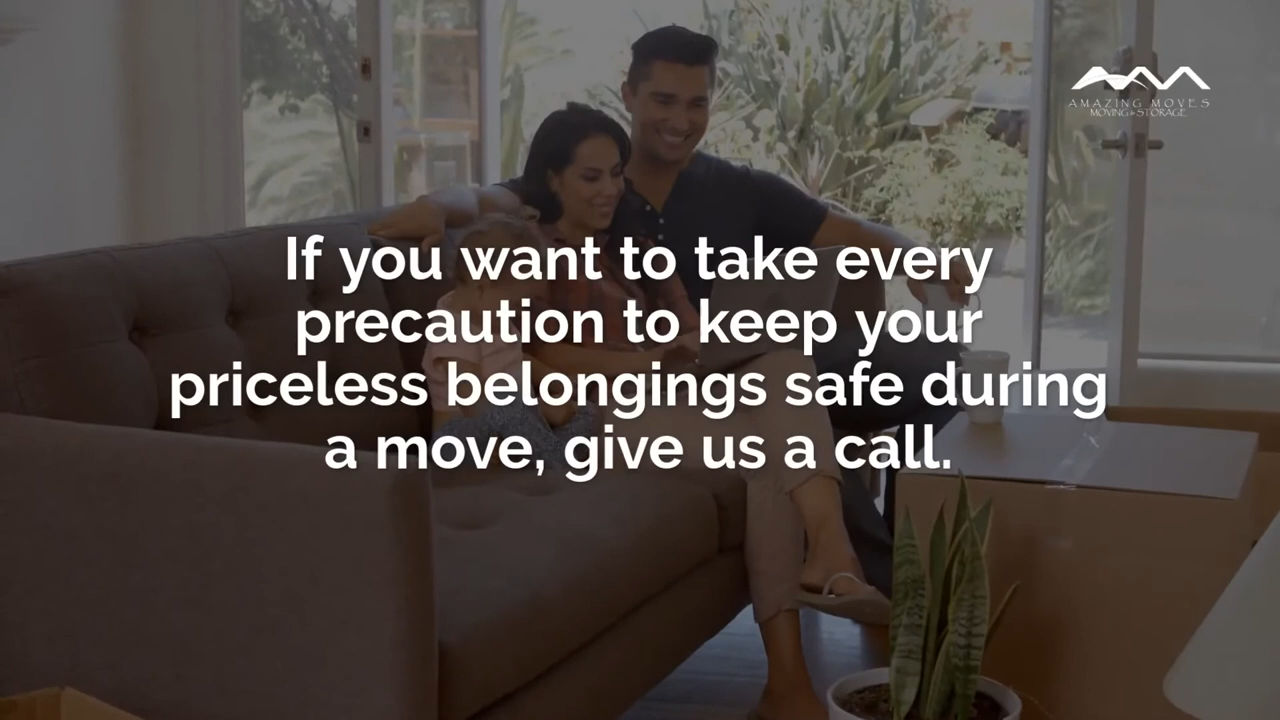 AMAZING MOVES
MOVING & STORAGE
If you want to take every
precaution to keep your
priceless belongings safe during
a move, give us a call.